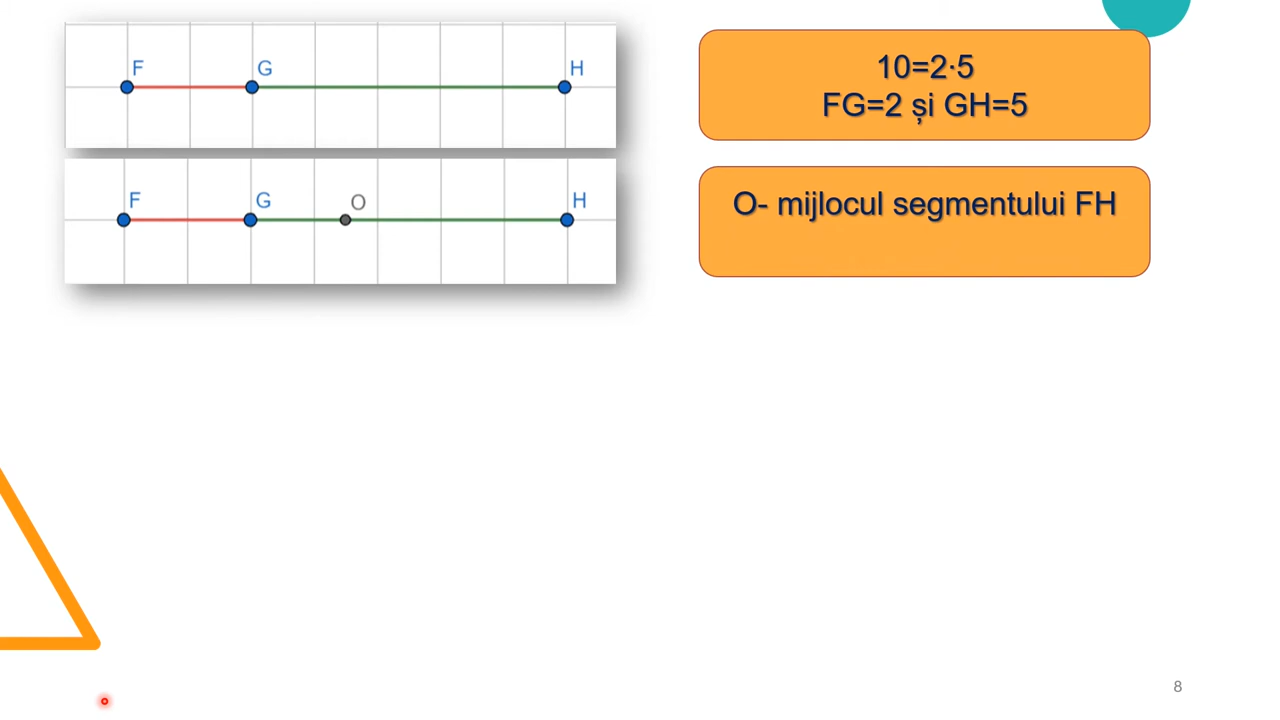 F G H
10=2·5
FG=2 și GH=5
F G O H
O- mijlocul segmentului FH
8